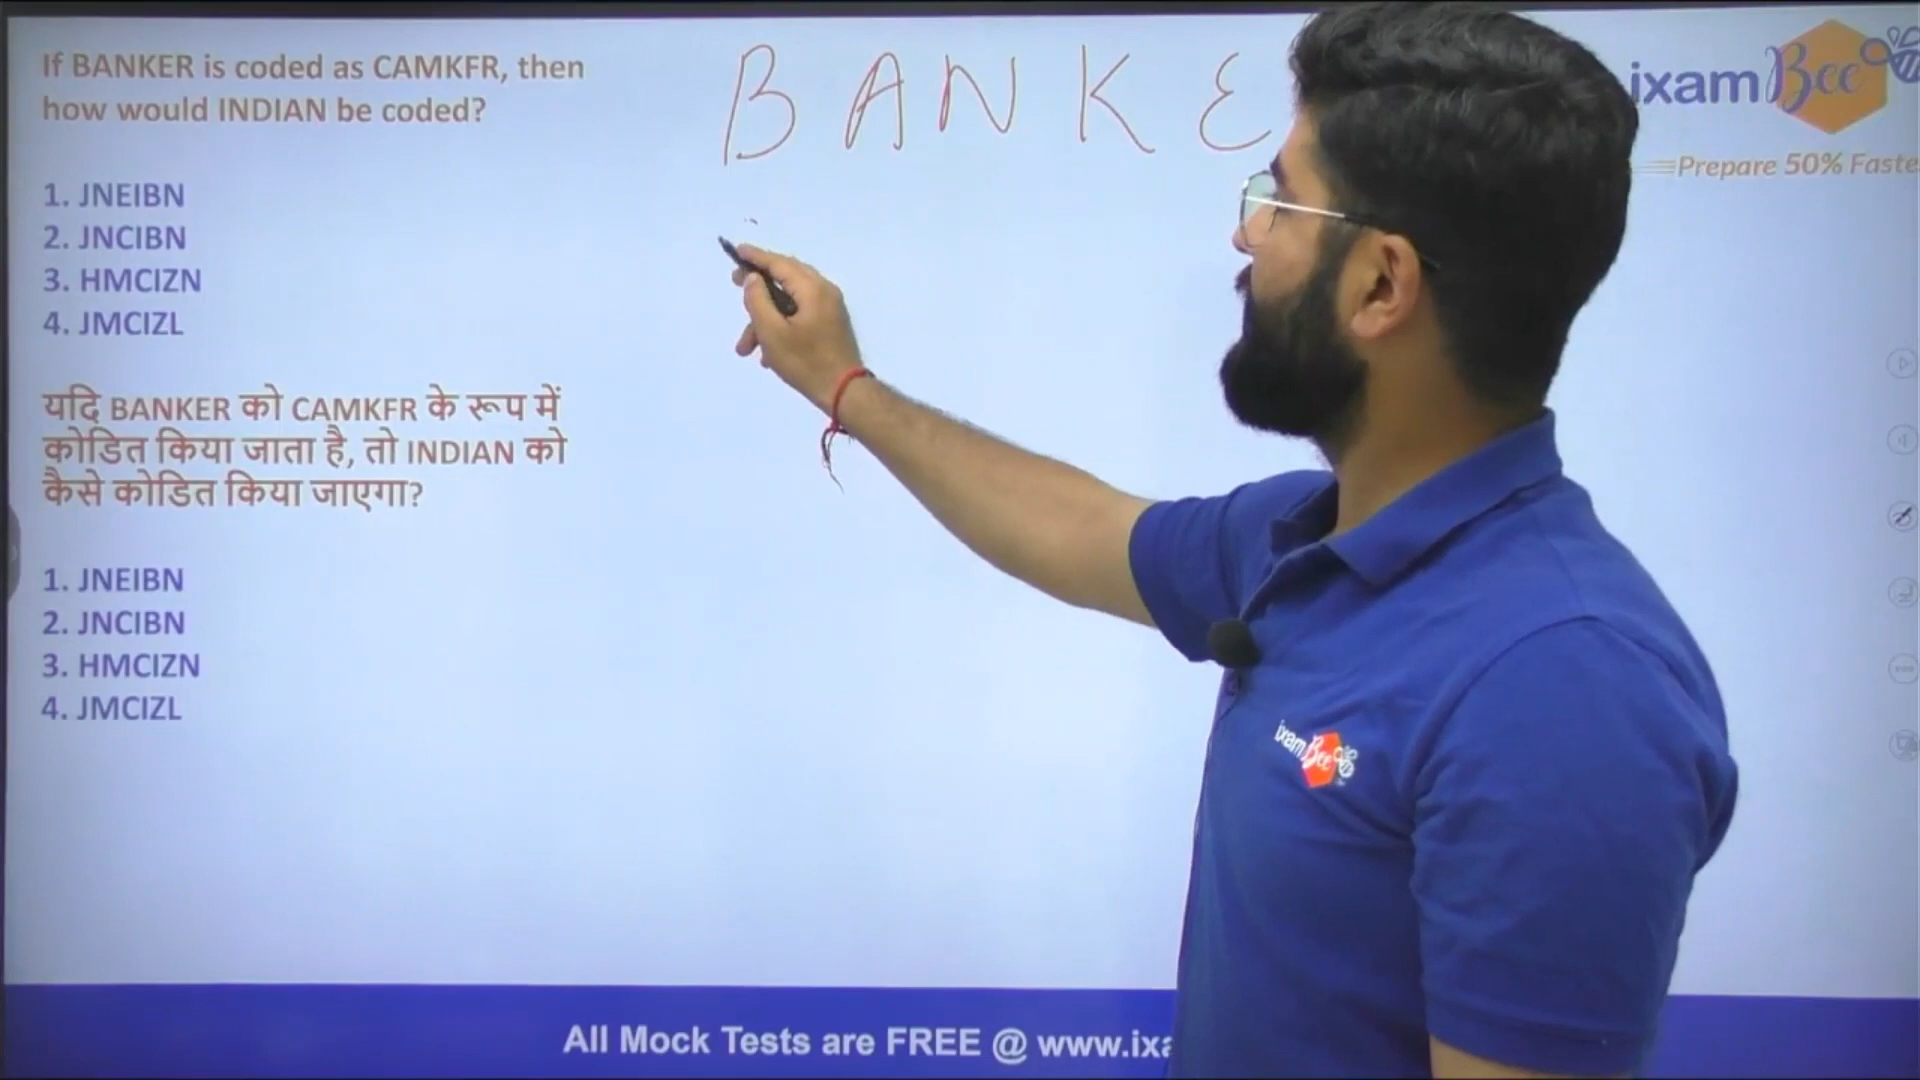 If BANKER is coded as CAMKFR, then
how would INDIAN be coded?
1. JNEIBN
2. JNCIBN
3. HMCIZN
4. JMCIZL
यदि BANKER को CAMKFR के रूप में
कोडित किया जाता है, तो INDIAN को
कैसे कोडित किया जाएगा?
1. JNEIBN
2. JNCIBN
3. HMCIZN
4. JMCIZL
BANKE
ixamBee
Prepare 50% Faste
ixamBee
All Mock Tests are FREE @ www.ixa